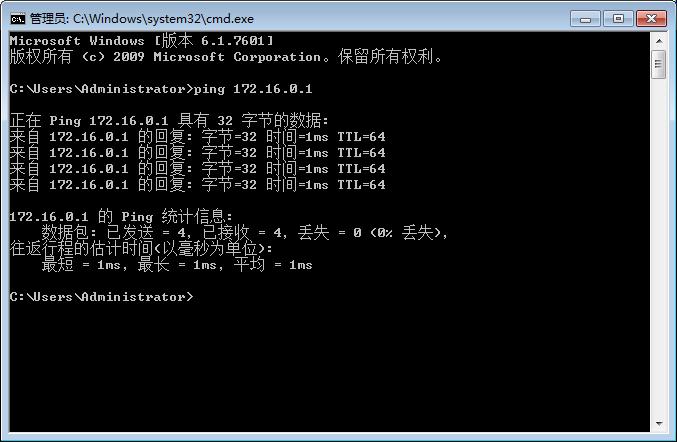 管理员: C:\Windows\system32\cmd.exe
Microsoft Windows [版本 6.1.7601]
版权所有 (c) 2009 Microsoft Corporation。保留所有权利。
C:\Users\Administrator>ping 172.16.0.1
正在 Ping 172.16.0.1 具有 32 字节的数据:
来自 172.16.0.1 的回复: 字节=32 时间=1ms TTL=64
来自 172.16.0.1 的回复: 字节=32 时间=1ms TTL=64
来自 172.16.0.1 的回复: 字节=32 时间=1ms TTL=64
来自 172.16.0.1 的回复: 字节=32 时间=1ms TTL=64
172.16.0.1 的 Ping 统计信息:
数据包: 已发送 = 4, 已接收 = 4, 丢失 = 0 (0% 丢失),
往返行程的估计时间(以毫秒为单位):
最短 = 1ms, 最长 = 1ms, 平均 = 1ms
C:\Users\Administrator>